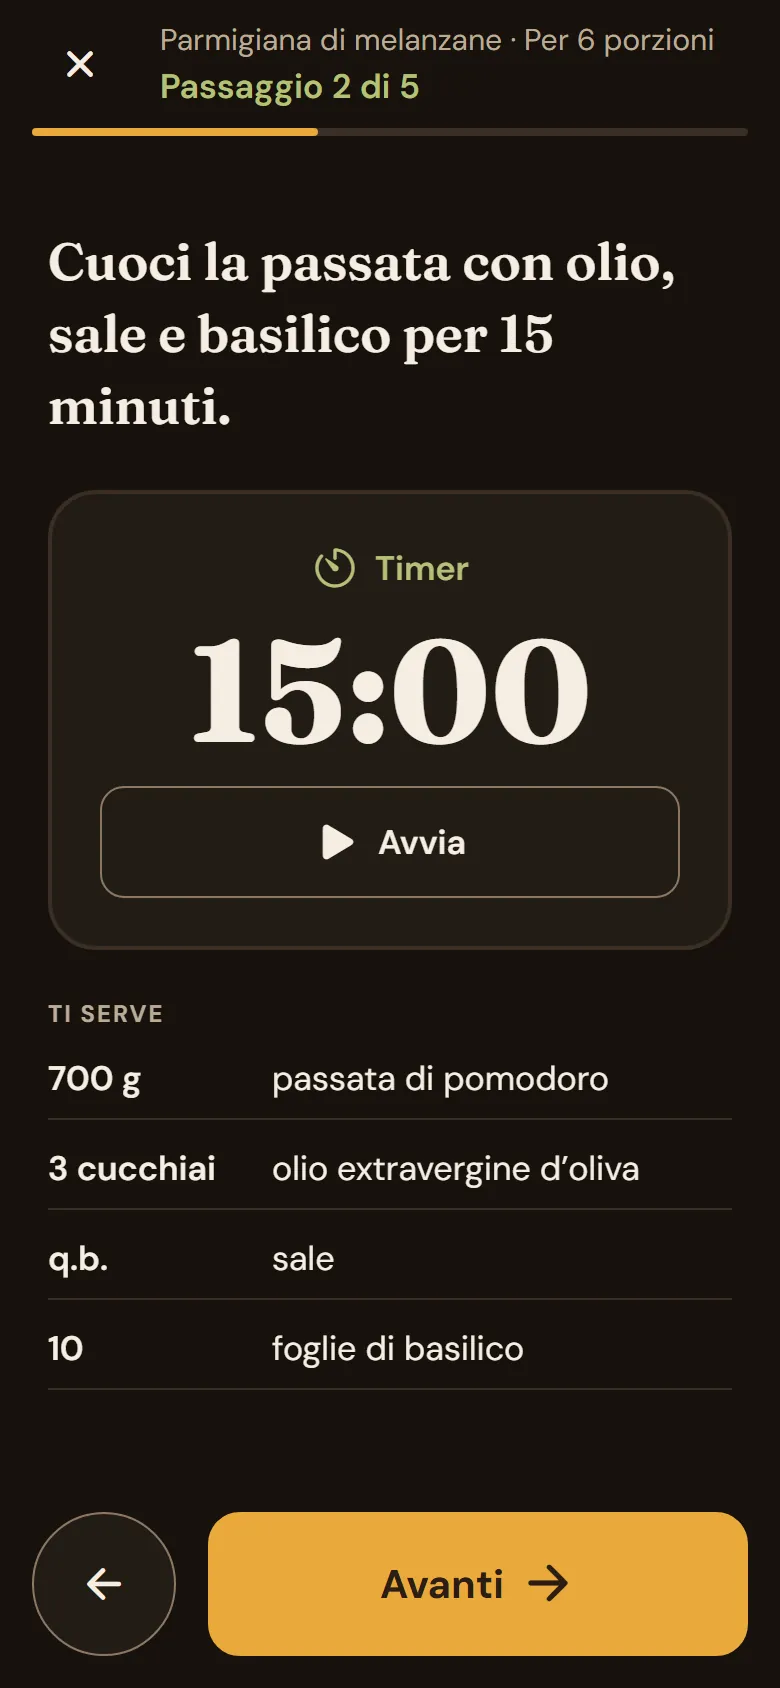 Parmigiana di melanzane · Per 6 porzioni
Passaggio 2 di 5
Cuoci la passata con olio,
sale e basilico per 15
minuti.
Timer
15:00
Avvia
TI SERVE
700 g passata di pomodoro
3 cucchiai olio extravergine d’oliva
q.b. sale
10 foglie di basilico
Avanti